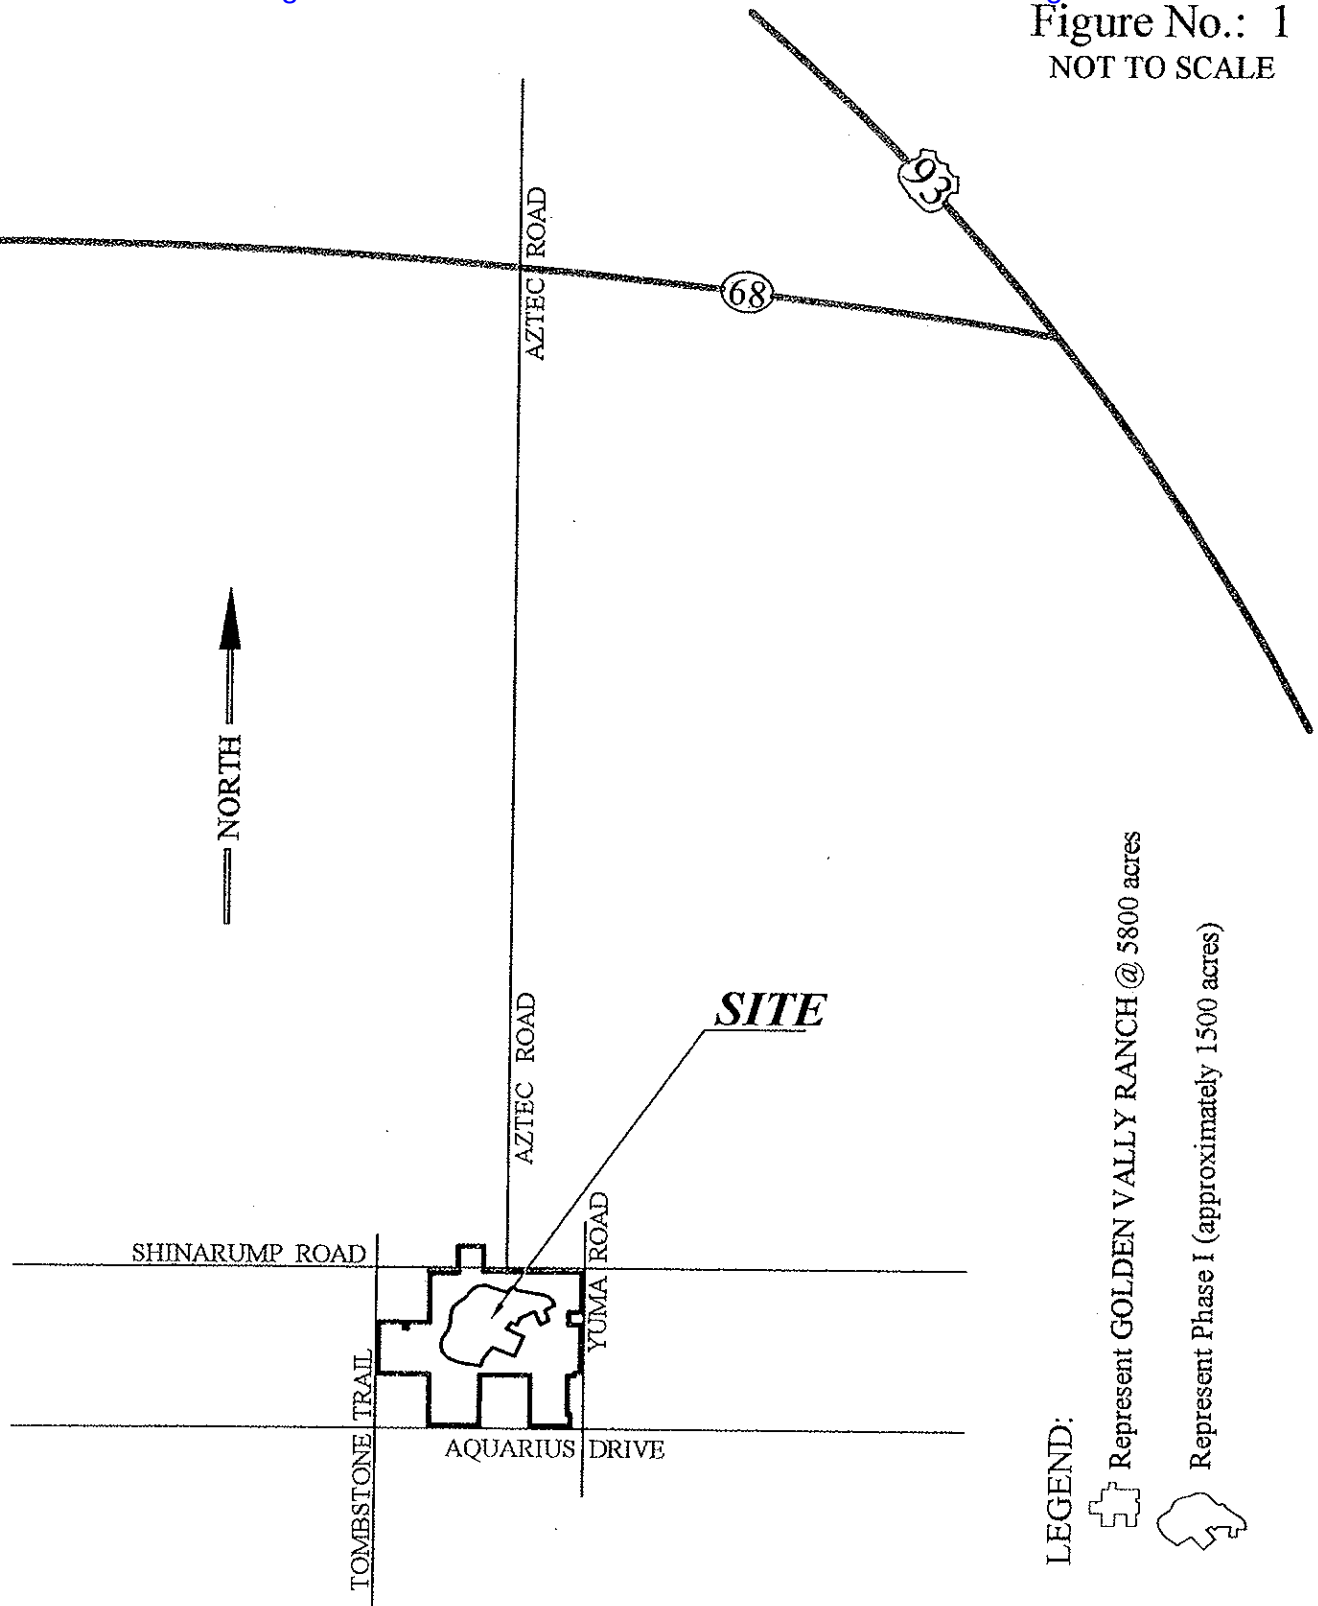 Figure No.: 1
NOT TO SCALE
93
AZTEC ROAD
68
NORTH
AZTEC ROAD
SITE
SHINARUMP ROAD
YUMA ROAD
TOMBSTONE TRAIL
AQUARIUS DRIVE
LEGEND:
Represent GOLDEN VALLY RANCH @ 5800 acres
Represent Phase I (approximately 1500 acres)